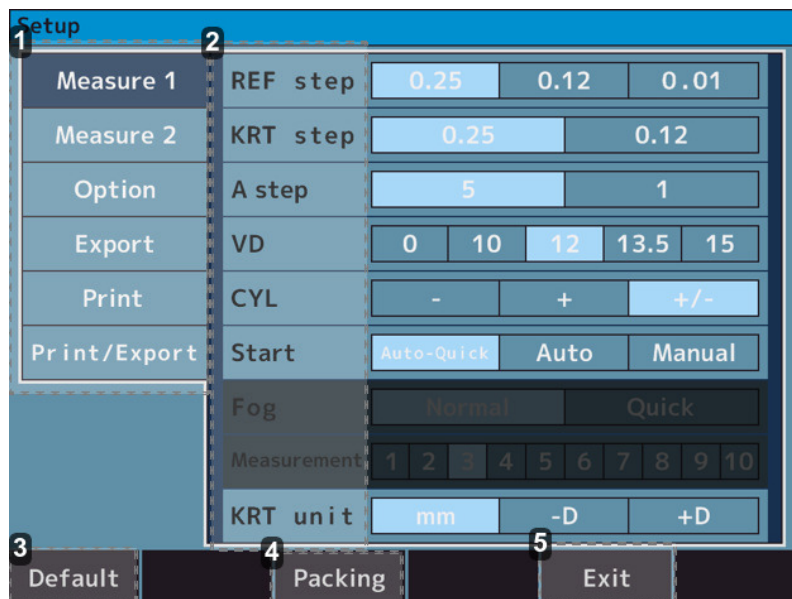 Setup
1
2
Measure 1
Measure 2
Option
Export
Print
Print/Export
REF step 0.25 0.12 0.01
KRT step 0.25 0.12
A step 5 1
VD 0 10 12 13.5 15
CYL - + +/-
Start Auto-Quick Auto Manual
Fog Normal Quick
Measurement 1 2 3 4 5 6 7 8 9 10
KRT unit mm -D +D
3
4
5
Default Packing Exit